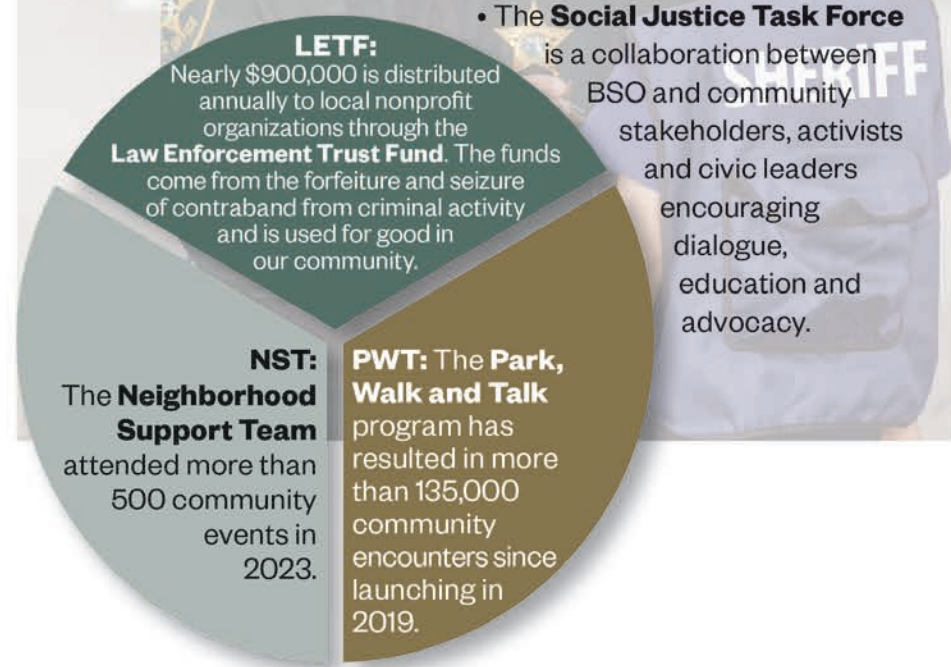 • The Social Justice Task Force
is a collaboration between
BSO and community
stakeholders, activists
and civic leaders
encouraging
dialogue,
education and
advocacy.
SHERIFF
LETF:
Nearly $900,000 is distributed
annually to local nonprofit
organizations through the
Law Enforcement Trust Fund. The funds
come from the forfeiture and seizure
of contraband from criminal activity
and is used for good in
our community.
NST:
The Neighborhood
Support Team
attended more than
500 community
events in
2023.
PWT: The Park,
Walk and Talk
program has
resulted in more
than 135,000
community
encounters since
launching in
2019.